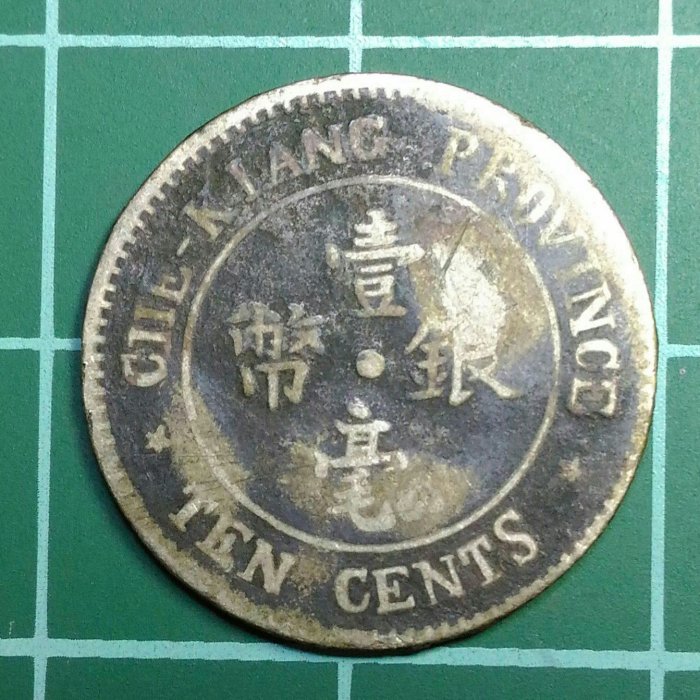 CHE-KIANG PROVINCE
壹
幣 銀
毫
TEN CENTS